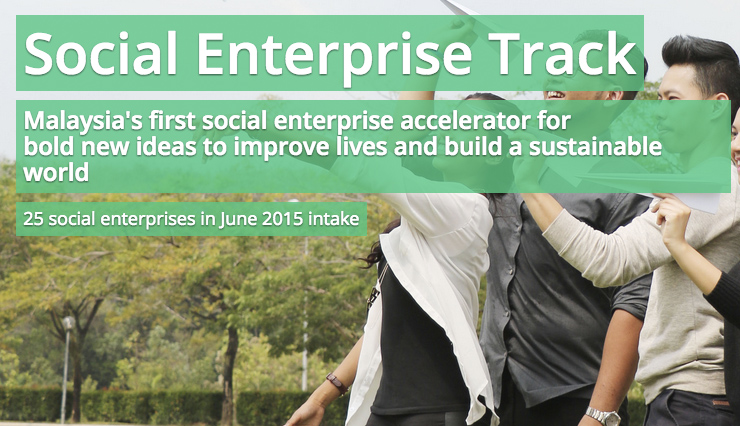 Social Enterprise Track
Malaysia's first social enterprise accelerator for
bold new ideas to improve lives and build a sustainable
world
25 social enterprises in June 2015 intake